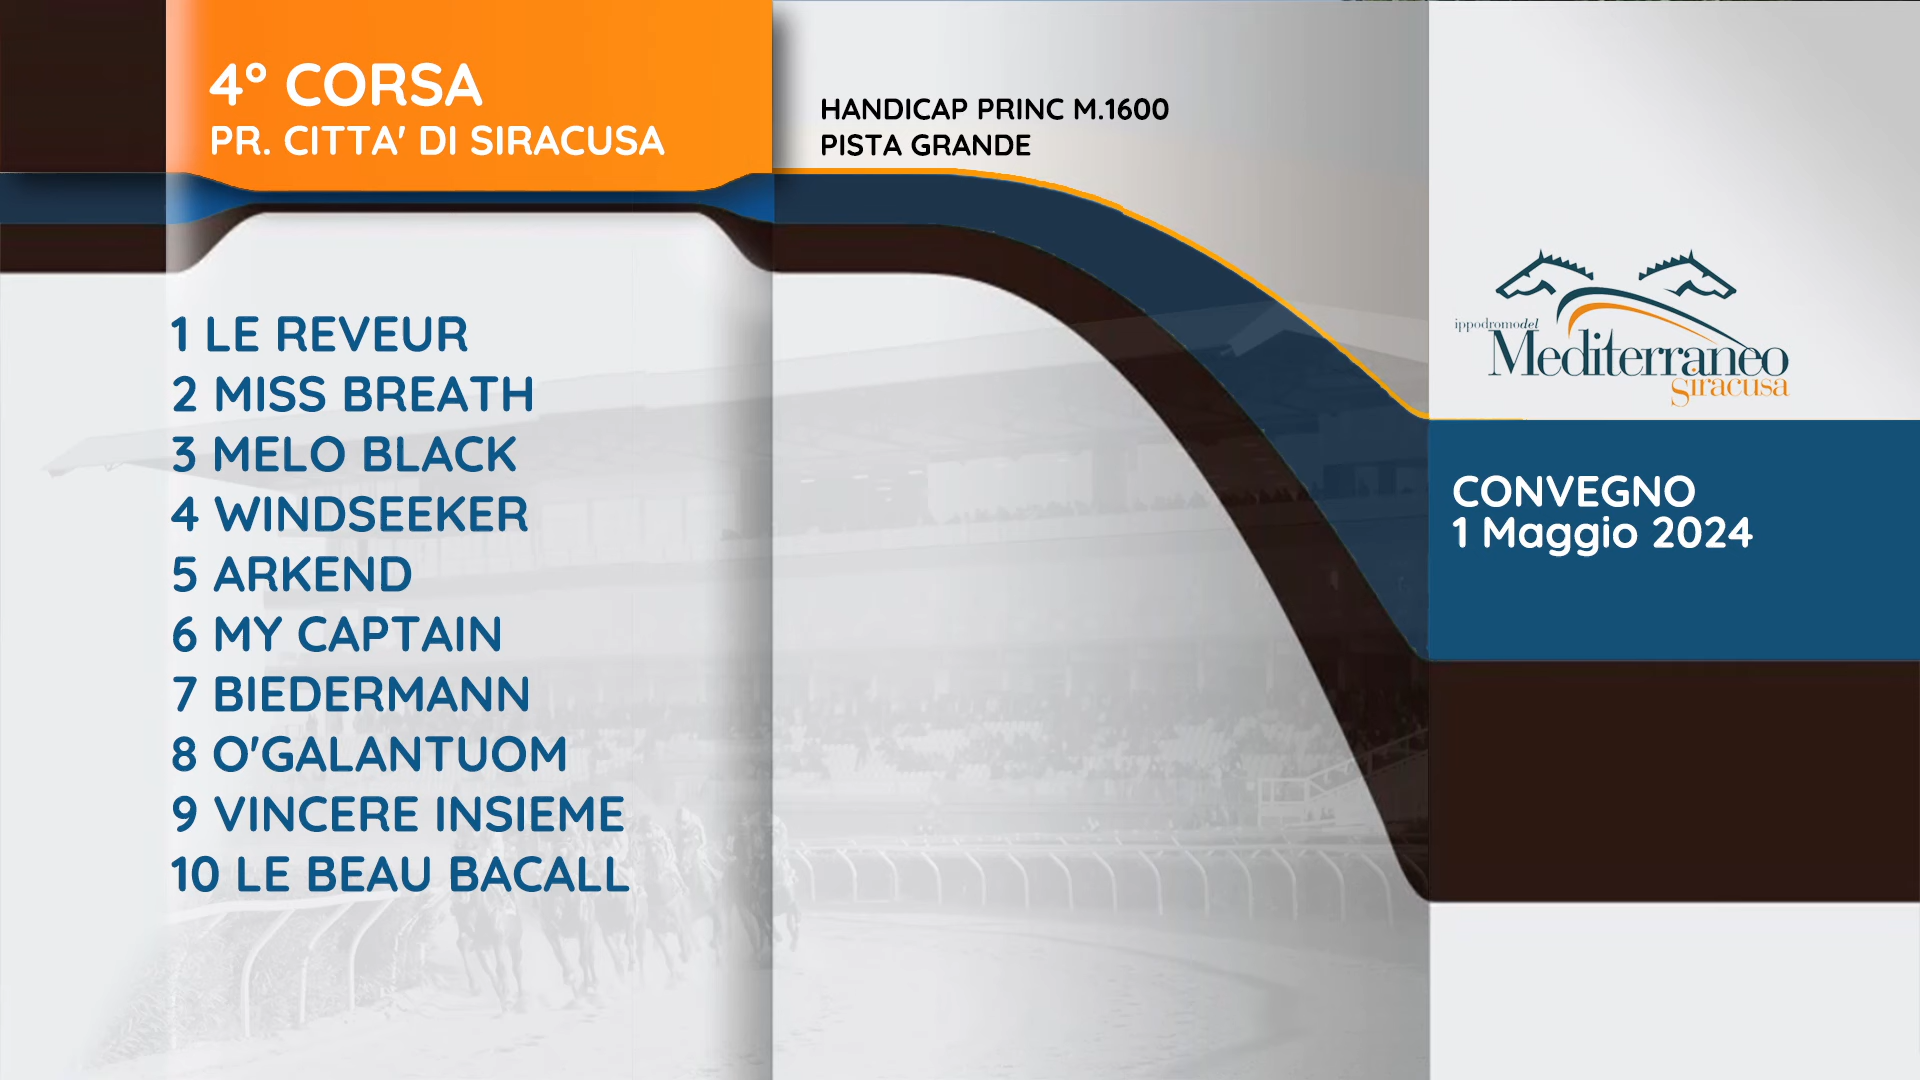 4° CORSA
PR. CITTA' DI SIRACUSA
HANDICAP PRINC M.1600
PISTA GRANDE
1 LE REVEUR
2 MISS BREATH
3 MELO BLACK
4 WINDSEEKER
5 ARKEND
6 MY CAPTAIN
7 BIEDERMANN
8 O'GALANTUOM
9 VINCERE INSIEME
10 LE BEAU BACALL
ippodromodel
Mediterraneo
Siracusa
CONVEGNO
1 Maggio 2024